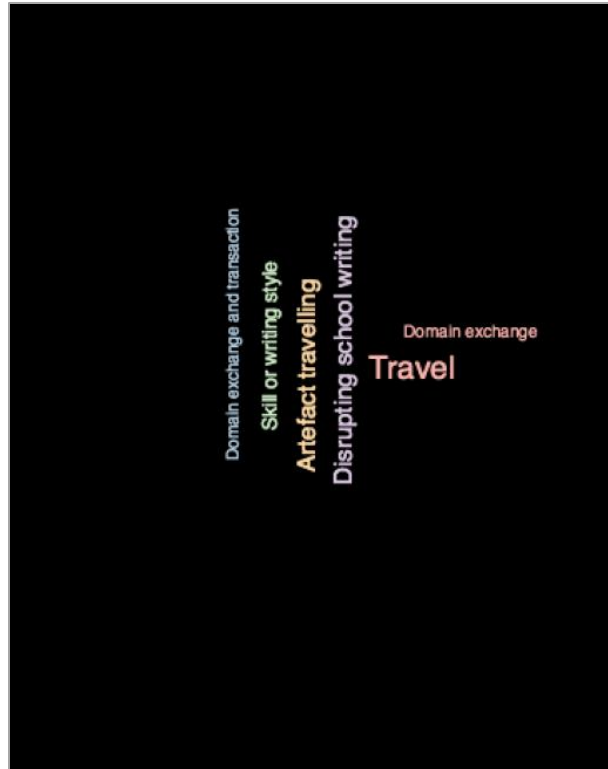 Domain exchange and transaction
Skill or writing style
Artefact travelling
Disrupting school writing
Domain exchange
Travel